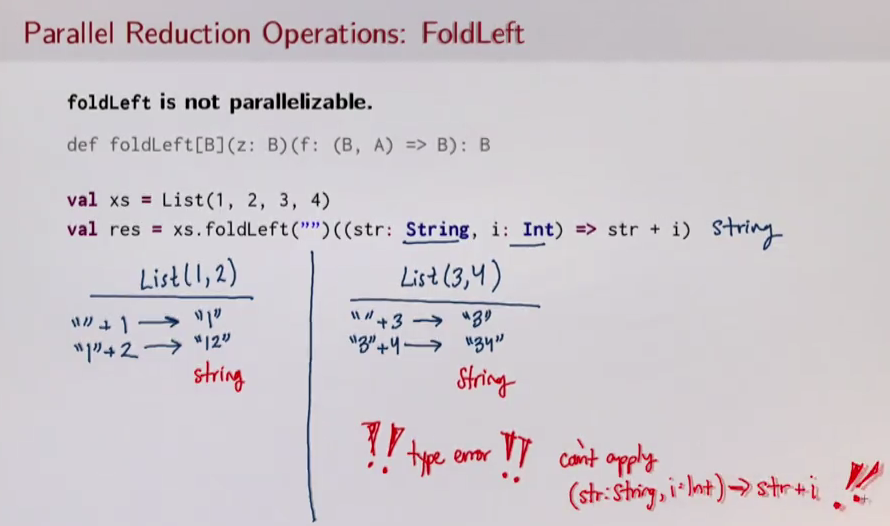 Parallel Reduction Operations: FoldLeft
foldLeft is not parallelizable.
def foldLeft[B](z: B)(f: (B, A) => B): B
val xs = List(1, 2, 3, 4)
val res = xs.foldLeft("")((str: String, i: Int) => str + i) String
List(1,2)
""+1 → "1"
"1"+2 → "12"
string
List(3,4)
""+3 → "3"
"3"+4 → "34"
String
!! type error !!
can't apply
(str:String, i:Int) → str+i !!